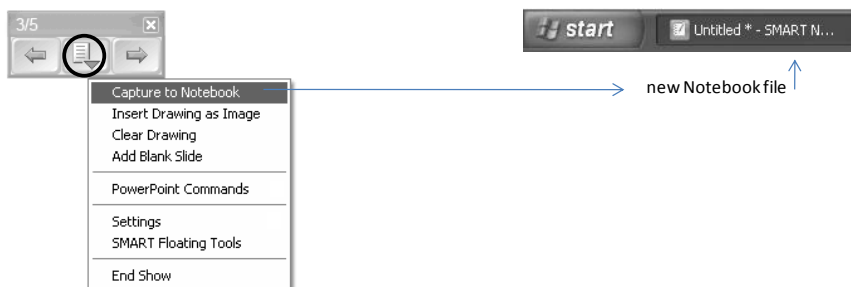 3/5
start
Untitled * - SMART N...
Capture to Notebook
new Notebook file
Insert Drawing as Image
Clear Drawing
Add Blank Slide
PowerPoint Commands
Settings
SMART Floating Tools
End Show